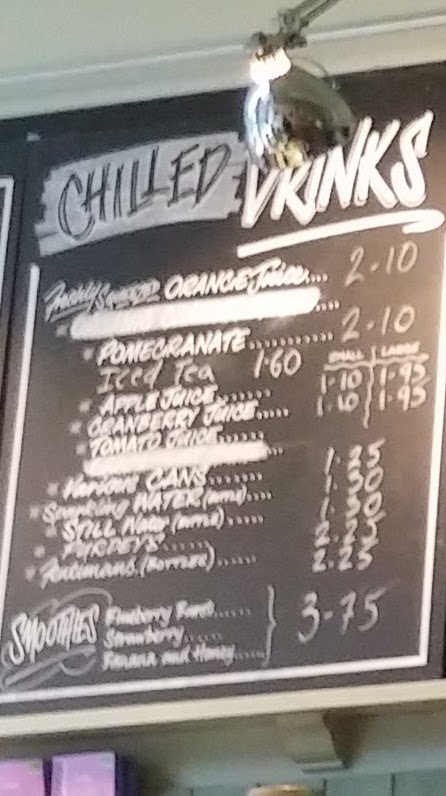 CHILLED DRINKS
Freshly Squeezed ORANGE Juice.... 2-10
POMEGRANATE........... 2-10
Iced Tea 1-60
SMALL | LARGE
APPLE JUICE....... 1-10 | 1-95
CRANBERRY JUICE..... 1-10 | 1-95
TOMATO JUICE......
Various CANS....... 1-25
Sparkling WATER (BOTTLE).... 1-30
STILL Water (BOTTLE)..... 1-30
PURDEY'S...... 2-25
Fentimans. (BOTTLES)..... 2-25
SMOOTHIES
Blueberry Burst......
Strawberry.....
Banana and Honey.....
3-75